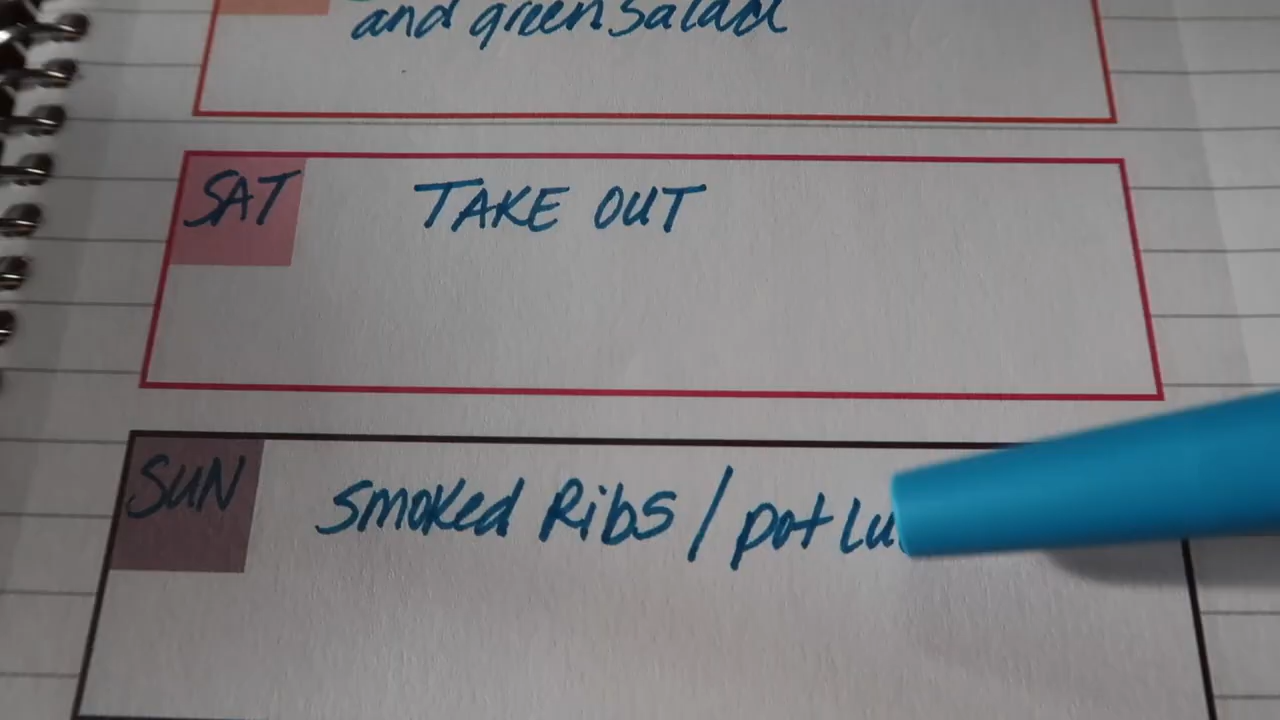 and green salad
SAT
TAKE OUT
SUN
Smoked Ribs / pot